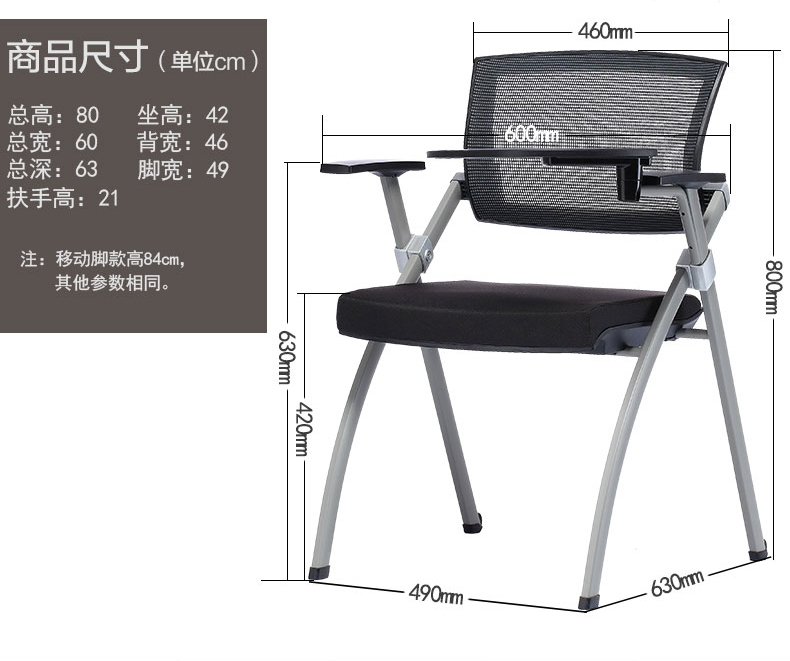 商品尺寸（单位cm）
总高：80 坐高：42
总宽：60 背宽：46
总深：63 脚宽：49
扶手高：21
注：移动脚款高84cm，
其他参数相同。
460mm
600mm
800mm
630mm
420mm
490mm
630mm